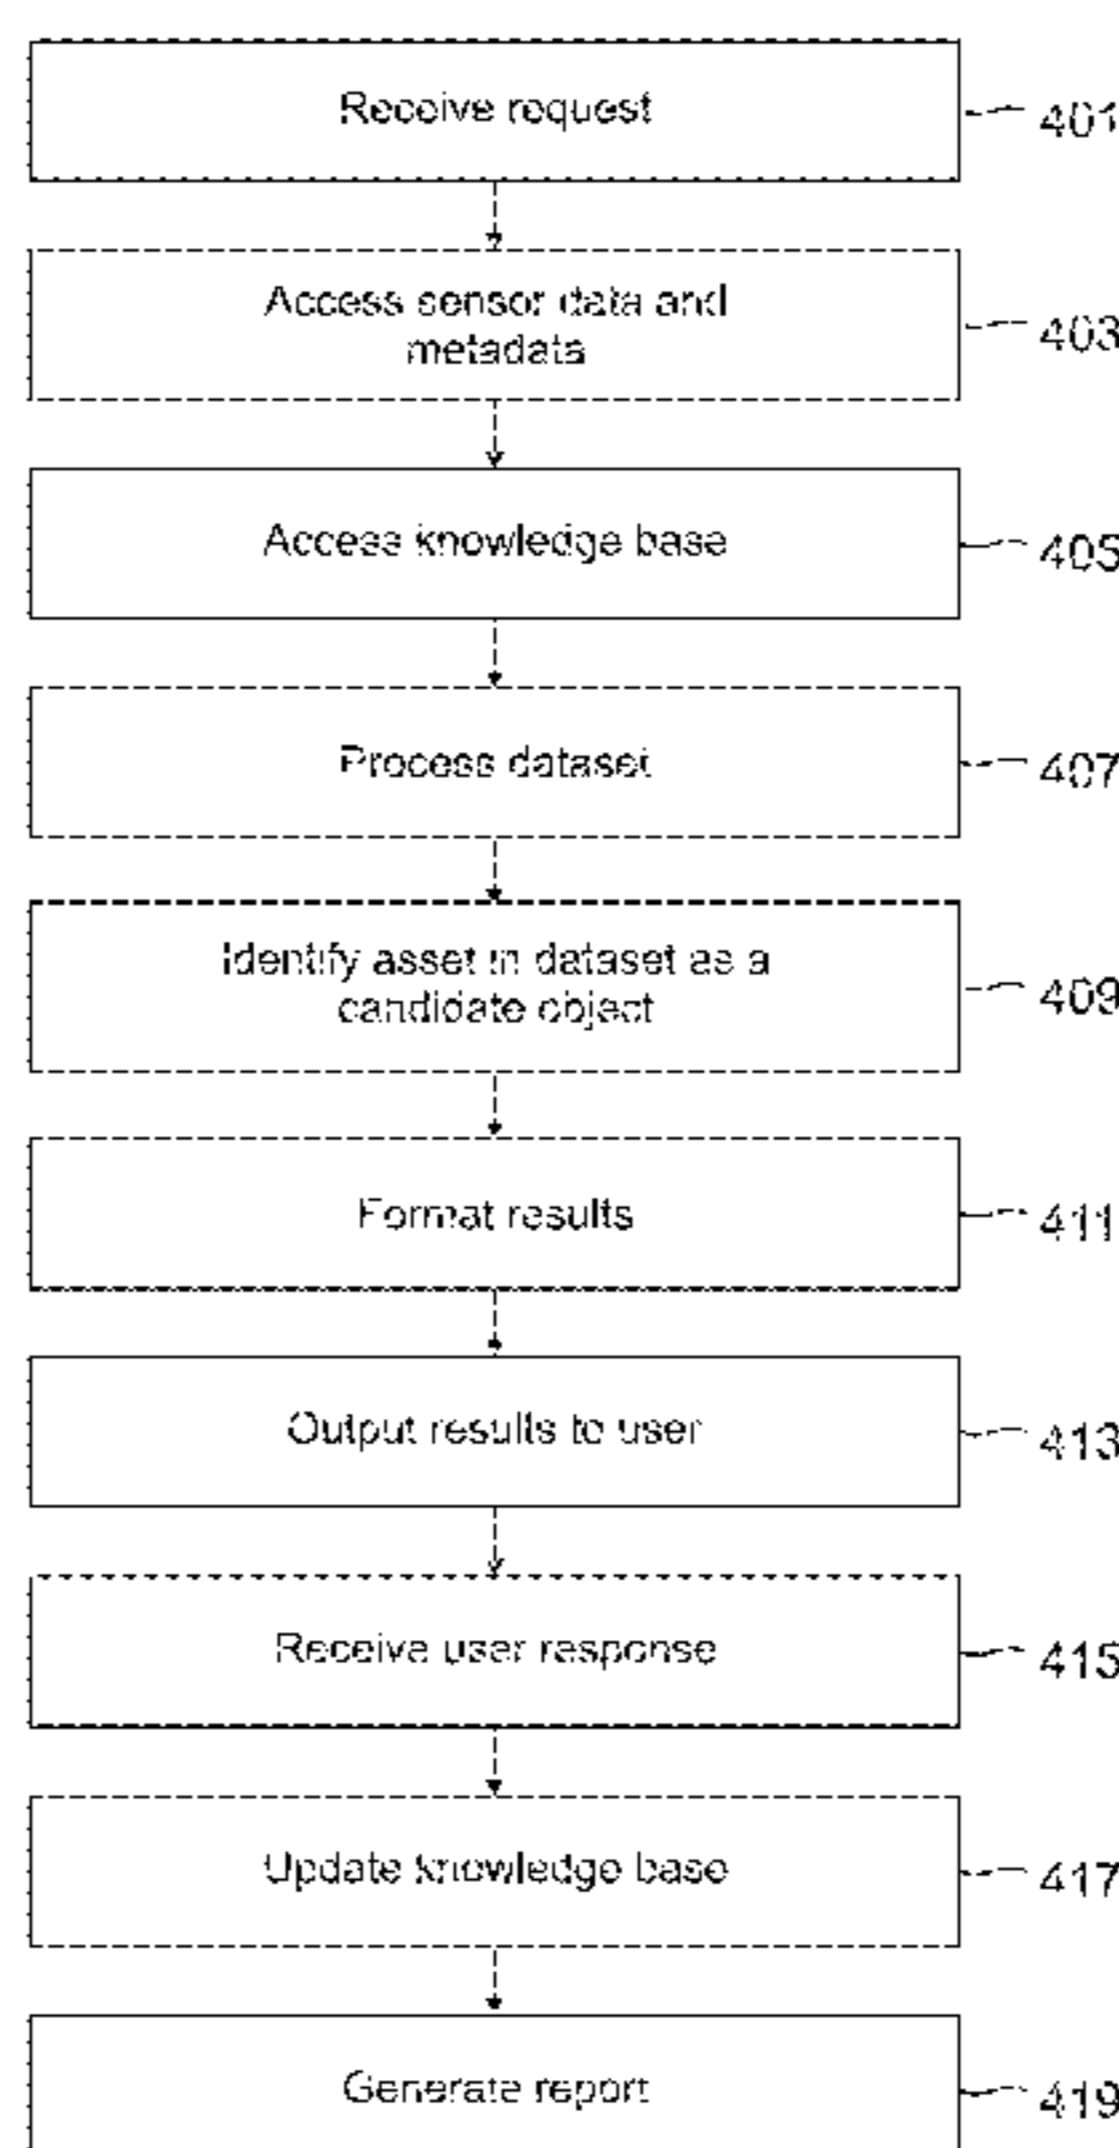 Receive request
401
Access sensor data and
metadata
403
Access knowledge base
405
Process dataset
407
Identify asset in dataset as a
candidate object
409
Format results
411
Output results to user
413
Receive user response
415
Update knowledge base
417
Generate report
419